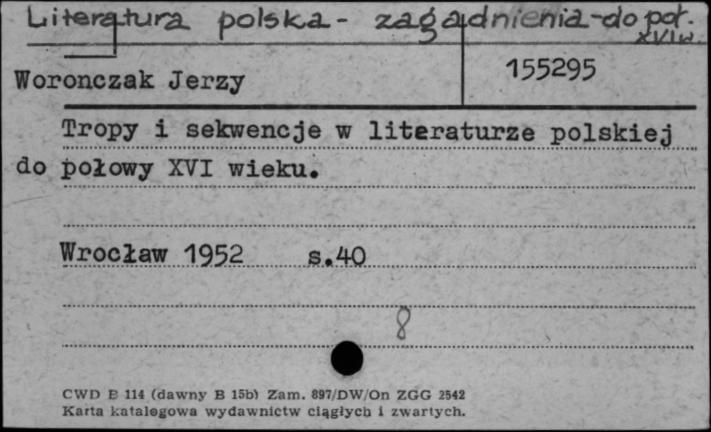 Literatura polska - zagadnienia - do poł.
XVI w.
Woronczak Jerzy
155295
Tropy i sekwencje w literaturze polskiej
do połowy XVI wieku.
Wrocław 1952 s.40
8
CWD B 114 (dawny B 15b) Zam. 897/DW/On ZGG 2542
Karta katalogowa wydawnictw ciągłych i zwartych.